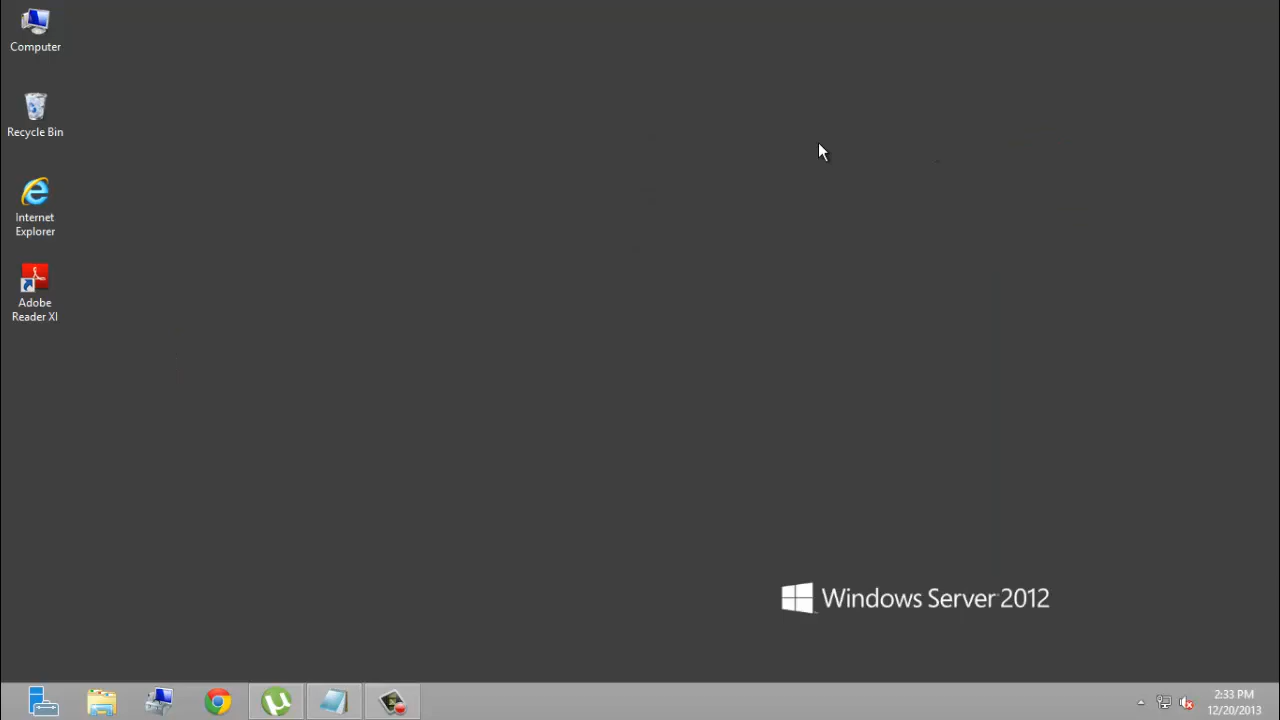 Computer
Recycle Bin
Internet
Explorer
Adobe
Reader XI
Windows Server 2012
2:33 PM
12/20/2013